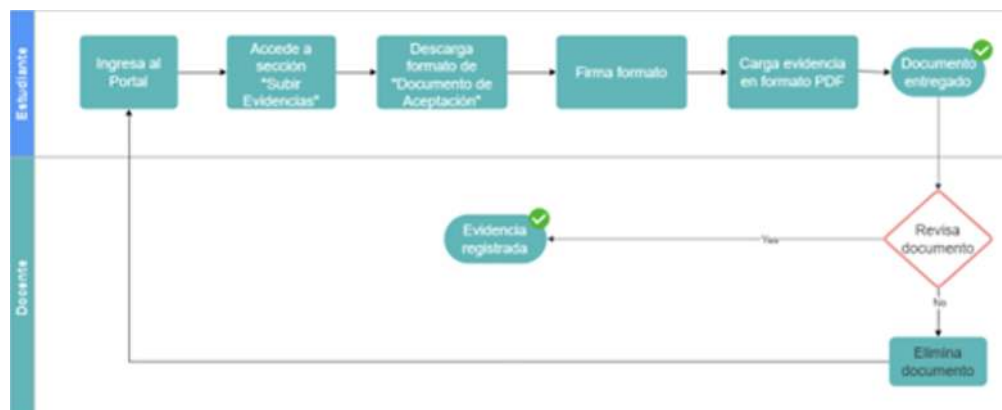 Estudiante
Ingresa al
Portal
Accede a
sección
"Subir
Evidencias"
Descarga
formato de
"Documento de
Aceptación"
Firma formato
Carga evidencia
en formato PDF
Documento
entregado
Docente
Evidencia
registrada
Yes
Revisa
documento
No
Elimina
documento